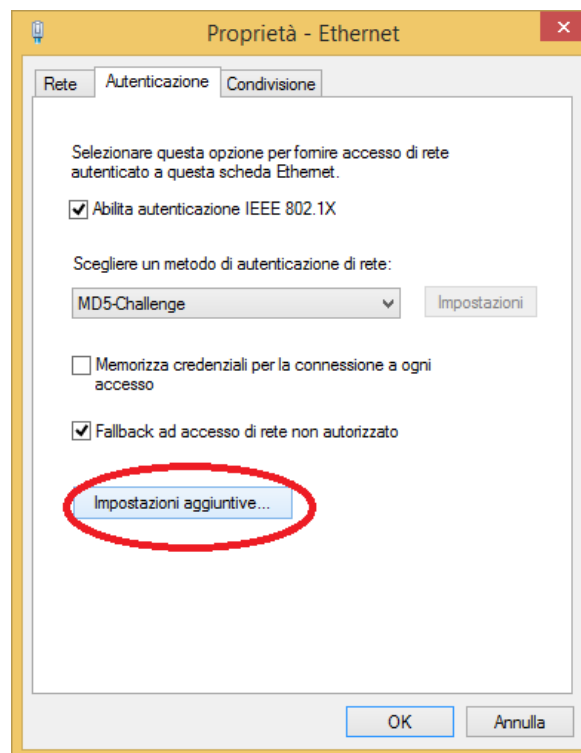 Proprietà - Ethernet
Rete
Autenticazione
Condivisione
Selezionare questa opzione per fornire accesso di rete
autenticato a questa scheda Ethernet.
Abilita autenticazione IEEE 802.1X
Scegliere un metodo di autenticazione di rete:
MD5-Challenge
Impostazioni
Memorizza credenziali per la connessione a ogni
accesso
Fallback ad accesso di rete non autorizzato
Impostazioni aggiuntive...
OK
Annulla